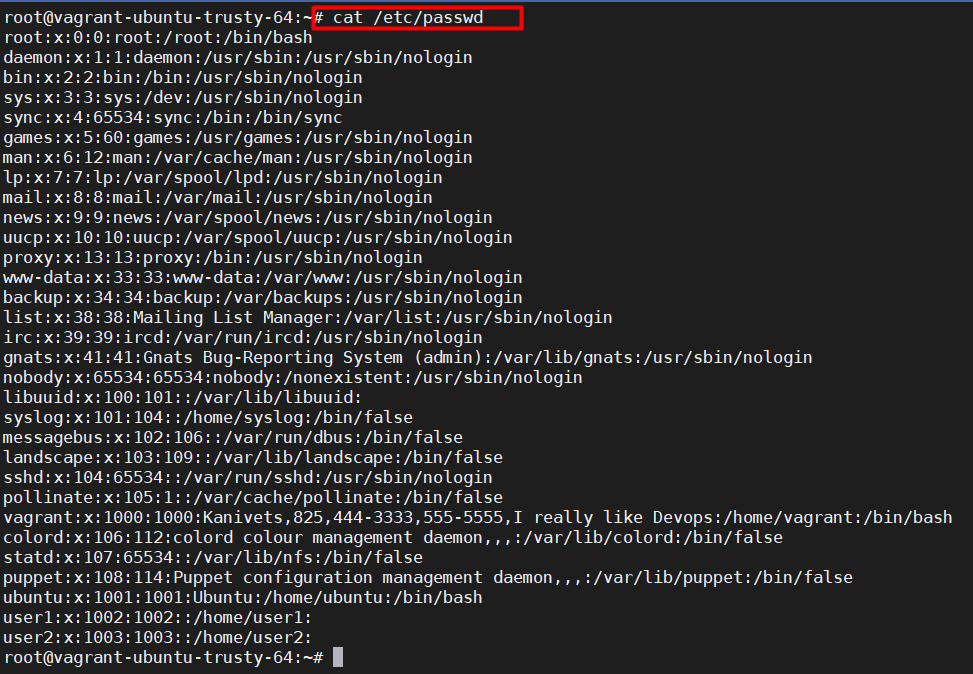 root@vagrant-ubuntu-trusty-64:~# cat /etc/passwd
root:x:0:0:root:/root:/bin/bash
daemon:x:1:1:daemon:/usr/sbin:/usr/sbin/nologin
bin:x:2:2:bin:/bin:/usr/sbin/nologin
sys:x:3:3:sys:/dev:/usr/sbin/nologin
sync:x:4:65534:sync:/bin:/bin/sync
games:x:5:60:games:/usr/games:/usr/sbin/nologin
man:x:6:12:man:/var/cache/man:/usr/sbin/nologin
lp:x:7:7:lp:/var/spool/lpd:/usr/sbin/nologin
mail:x:8:8:mail:/var/mail:/usr/sbin/nologin
news:x:9:9:news:/var/spool/news:/usr/sbin/nologin
uucp:x:10:10:uucp:/var/spool/uucp:/usr/sbin/nologin
proxy:x:13:13:proxy:/bin:/usr/sbin/nologin
www-data:x:33:33:www-data:/var/www:/usr/sbin/nologin
backup:x:34:34:backup:/var/backups:/usr/sbin/nologin
list:x:38:38:Mailing List Manager:/var/list:/usr/sbin/nologin
irc:x:39:39:ircd:/var/run/ircd:/usr/sbin/nologin
gnats:x:41:41:Gnats Bug-Reporting System (admin):/var/lib/gnats:/usr/sbin/nologin
nobody:x:65534:65534:nobody:/nonexistent:/usr/sbin/nologin
libuuid:x:100:101::/var/lib/libuuid:
syslog:x:101:104::/home/syslog:/bin/false
messagebus:x:102:106::/var/run/dbus:/bin/false
landscape:x:103:109::/var/lib/landscape:/bin/false
sshd:x:104:65534::/var/run/sshd:/usr/sbin/nologin
pollinate:x:105:1::/var/cache/pollinate:/bin/false
vagrant:x:1000:1000:Kanivets,825,444-3333,555-5555,I really like Devops:/home/vagrant:/bin/bash
colord:x:106:112:colord colour management daemon,,,:/var/lib/colord:/bin/false
statd:x:107:65534::/var/lib/nfs:/bin/false
puppet:x:108:114:Puppet configuration management daemon,,,:/var/lib/puppet:/bin/false
ubuntu:x:1001:1001:Ubuntu:/home/ubuntu:/bin/bash
user1:x:1002:1002::/home/user1:
user2:x:1003:1003::/home/user2:
root@vagrant-ubuntu-trusty-64:~#